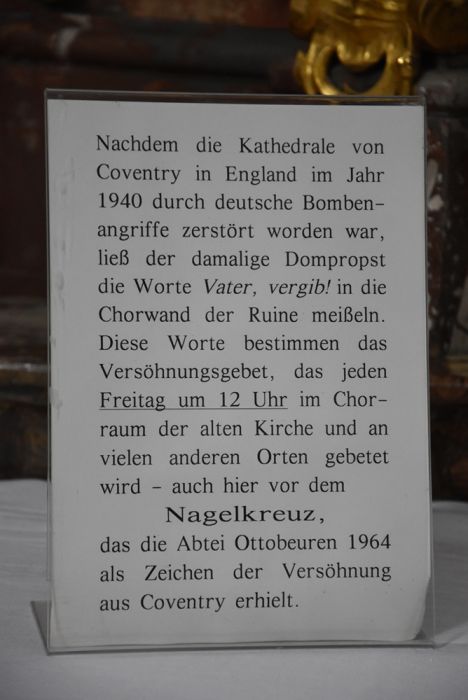 Nachdem die Kathedrale von
Coventry in England im Jahr
1940 durch deutsche Bomben-
angriffe zerstört worden war,
ließ der damalige Dompropst
die Worte Vater, vergib! in die
Chorwand der Ruine meißeln.
Diese Worte bestimmen das
Versöhnungsgebet, das jeden
Freitag um 12 Uhr im Chor-
raum der alten Kirche und an
vielen anderen Orten gebetet
wird - auch hier vor dem
Nagelkreuz,
das die Abtei Ottobeuren 1964
als Zeichen der Versöhnung
aus Coventry erhielt.